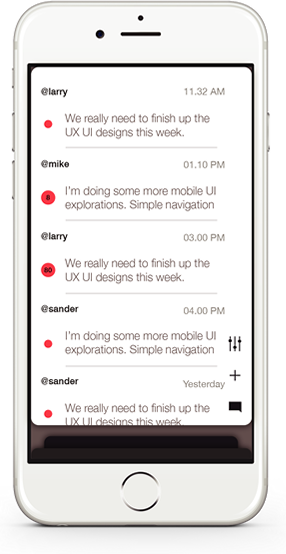 @larry
11.32 AM
We really need to finish up the
UX UI designs this week.
@mike
01.10 PM
6
I'm doing some more mobile UI
explorations. Simple navigation
@larry
03.00 PM
80
We really need to finish up the
UX UI designs this week.
@sander
04.00 PM
I'm doing some more mobile UI
explorations. Simple navigation
@sander
Yesterday
We really need to finish up the
UX UI designs this week.